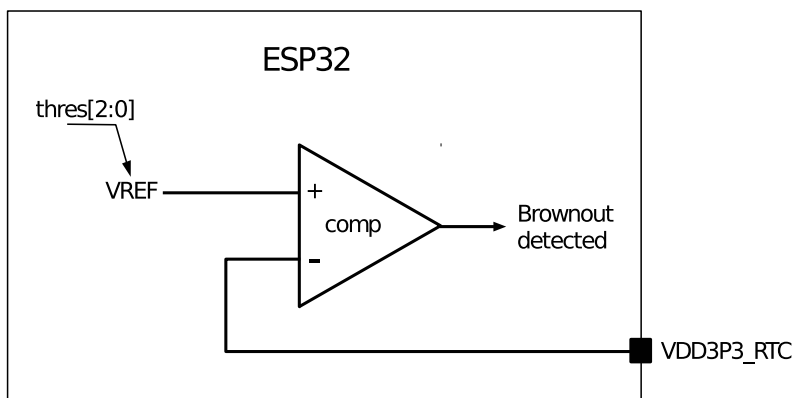 ESP32
thres[2:0]
VREF
+
comp
-
Brownout
detected
VDD3P3_RTC